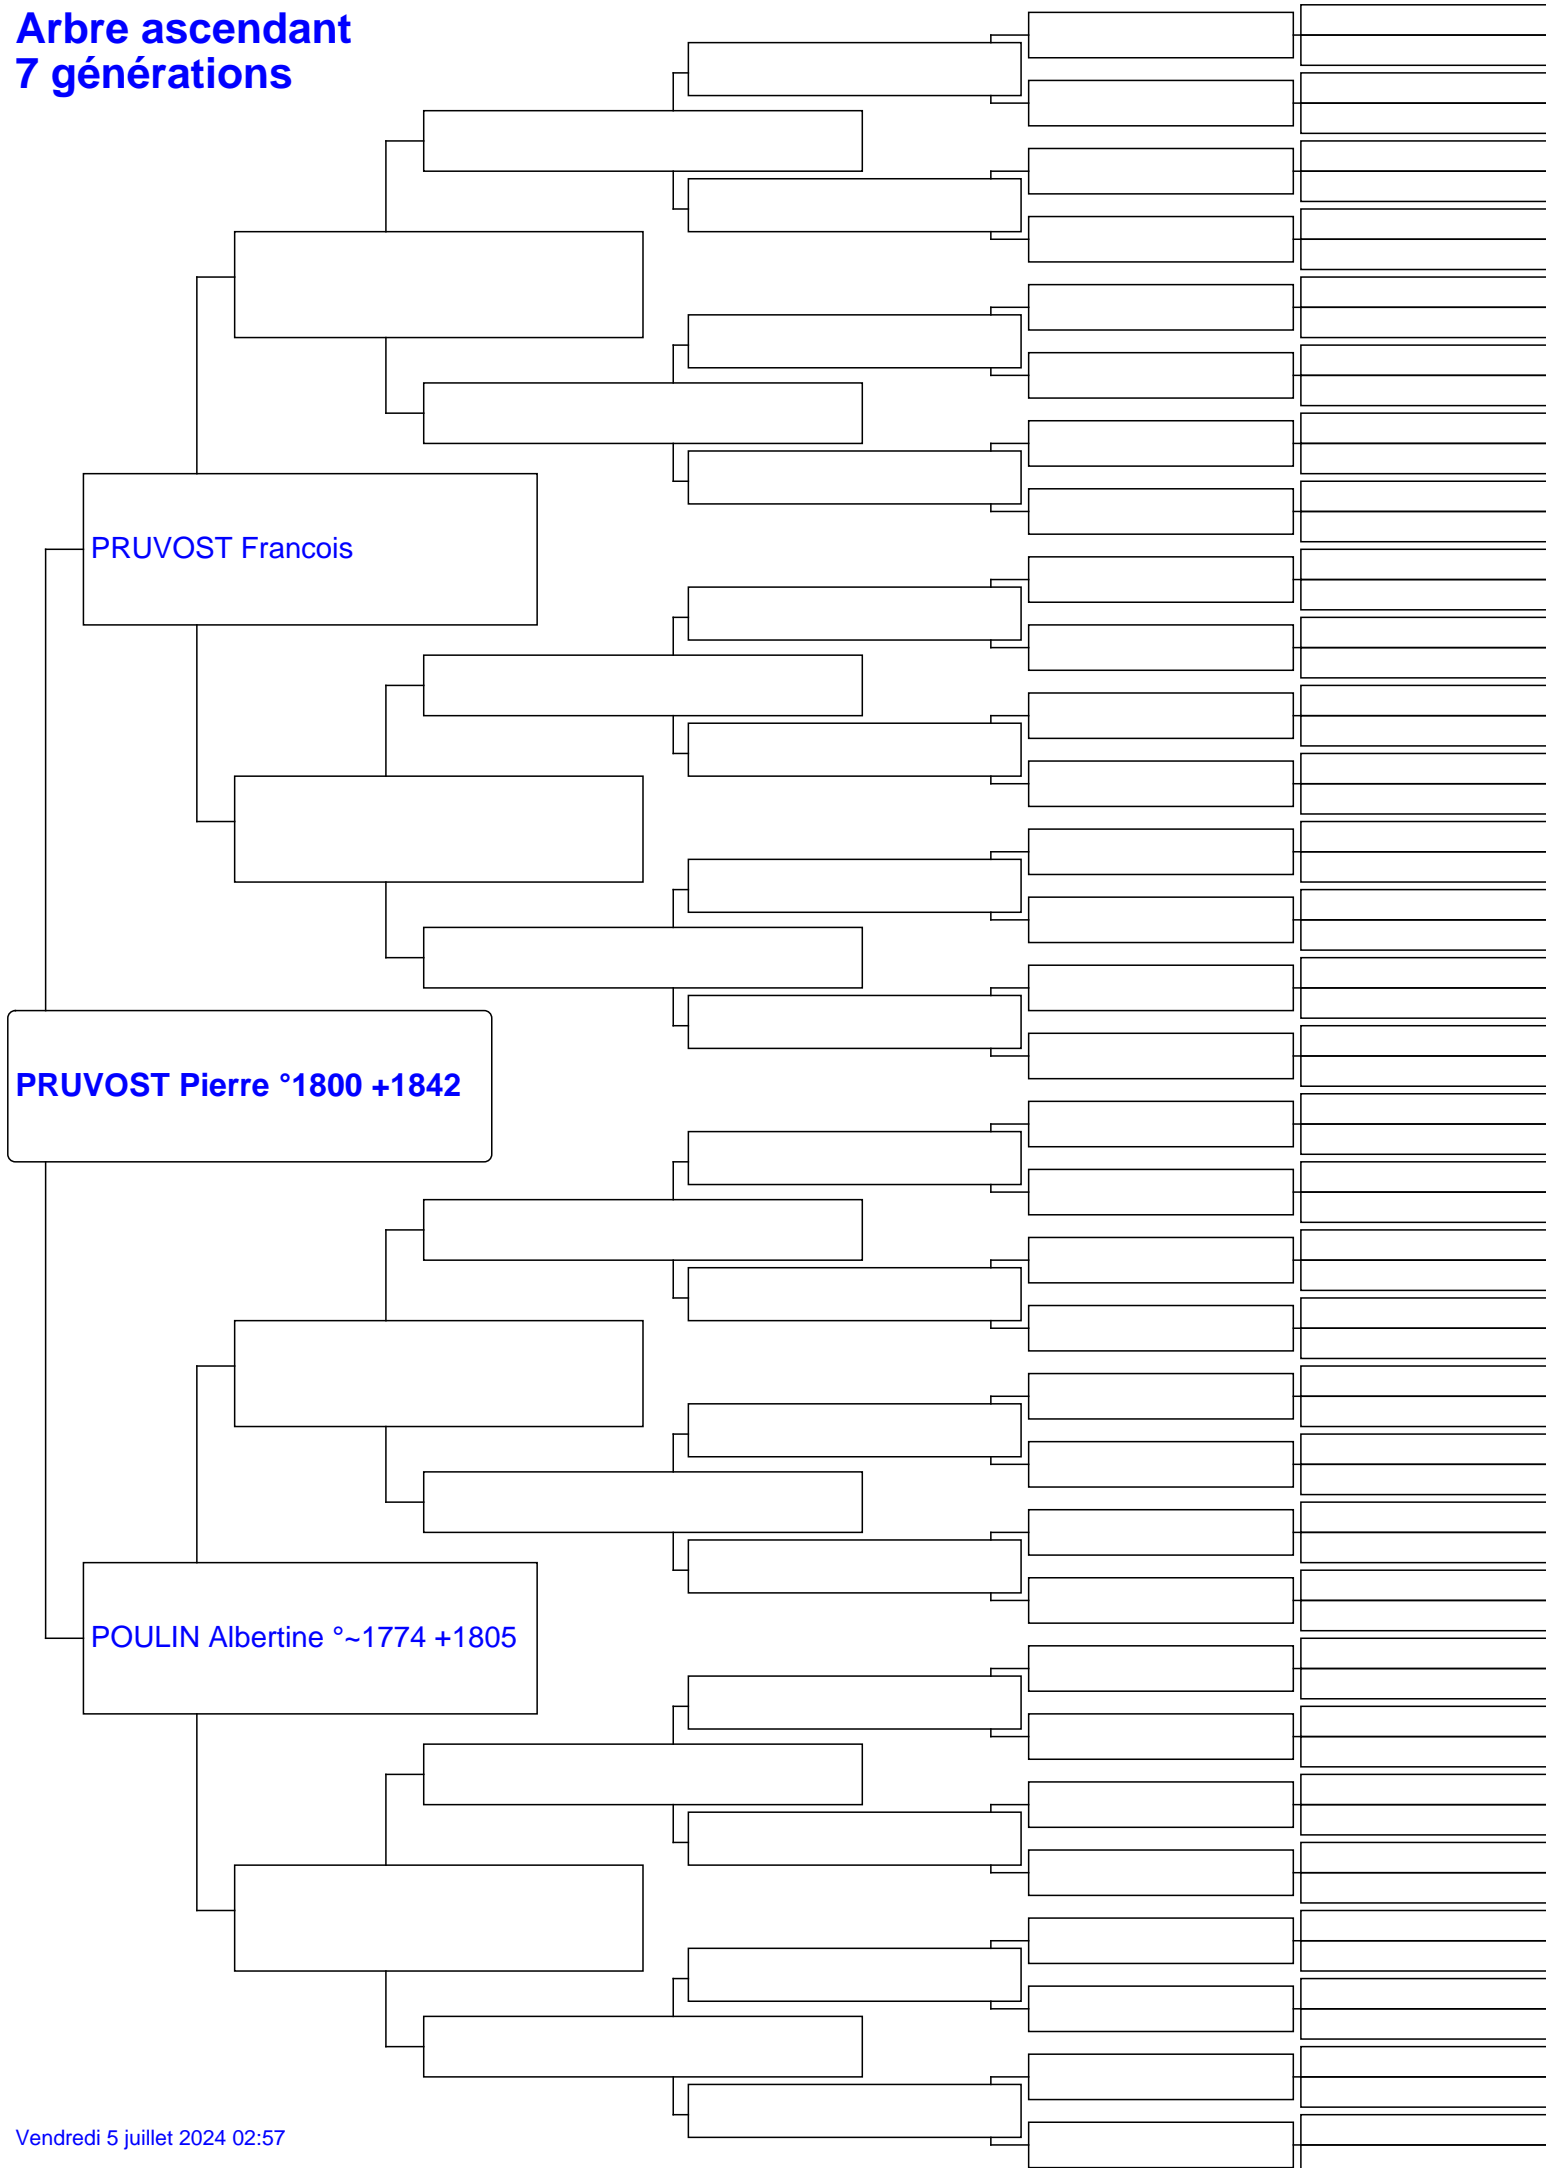 Arbre ascendant
7 générations
PRUVOST Francois
PRUVOST Pierre °1800 +1842
POULIN Albertine °~1774 +1805
Vendredi 5 juillet 2024 02:57